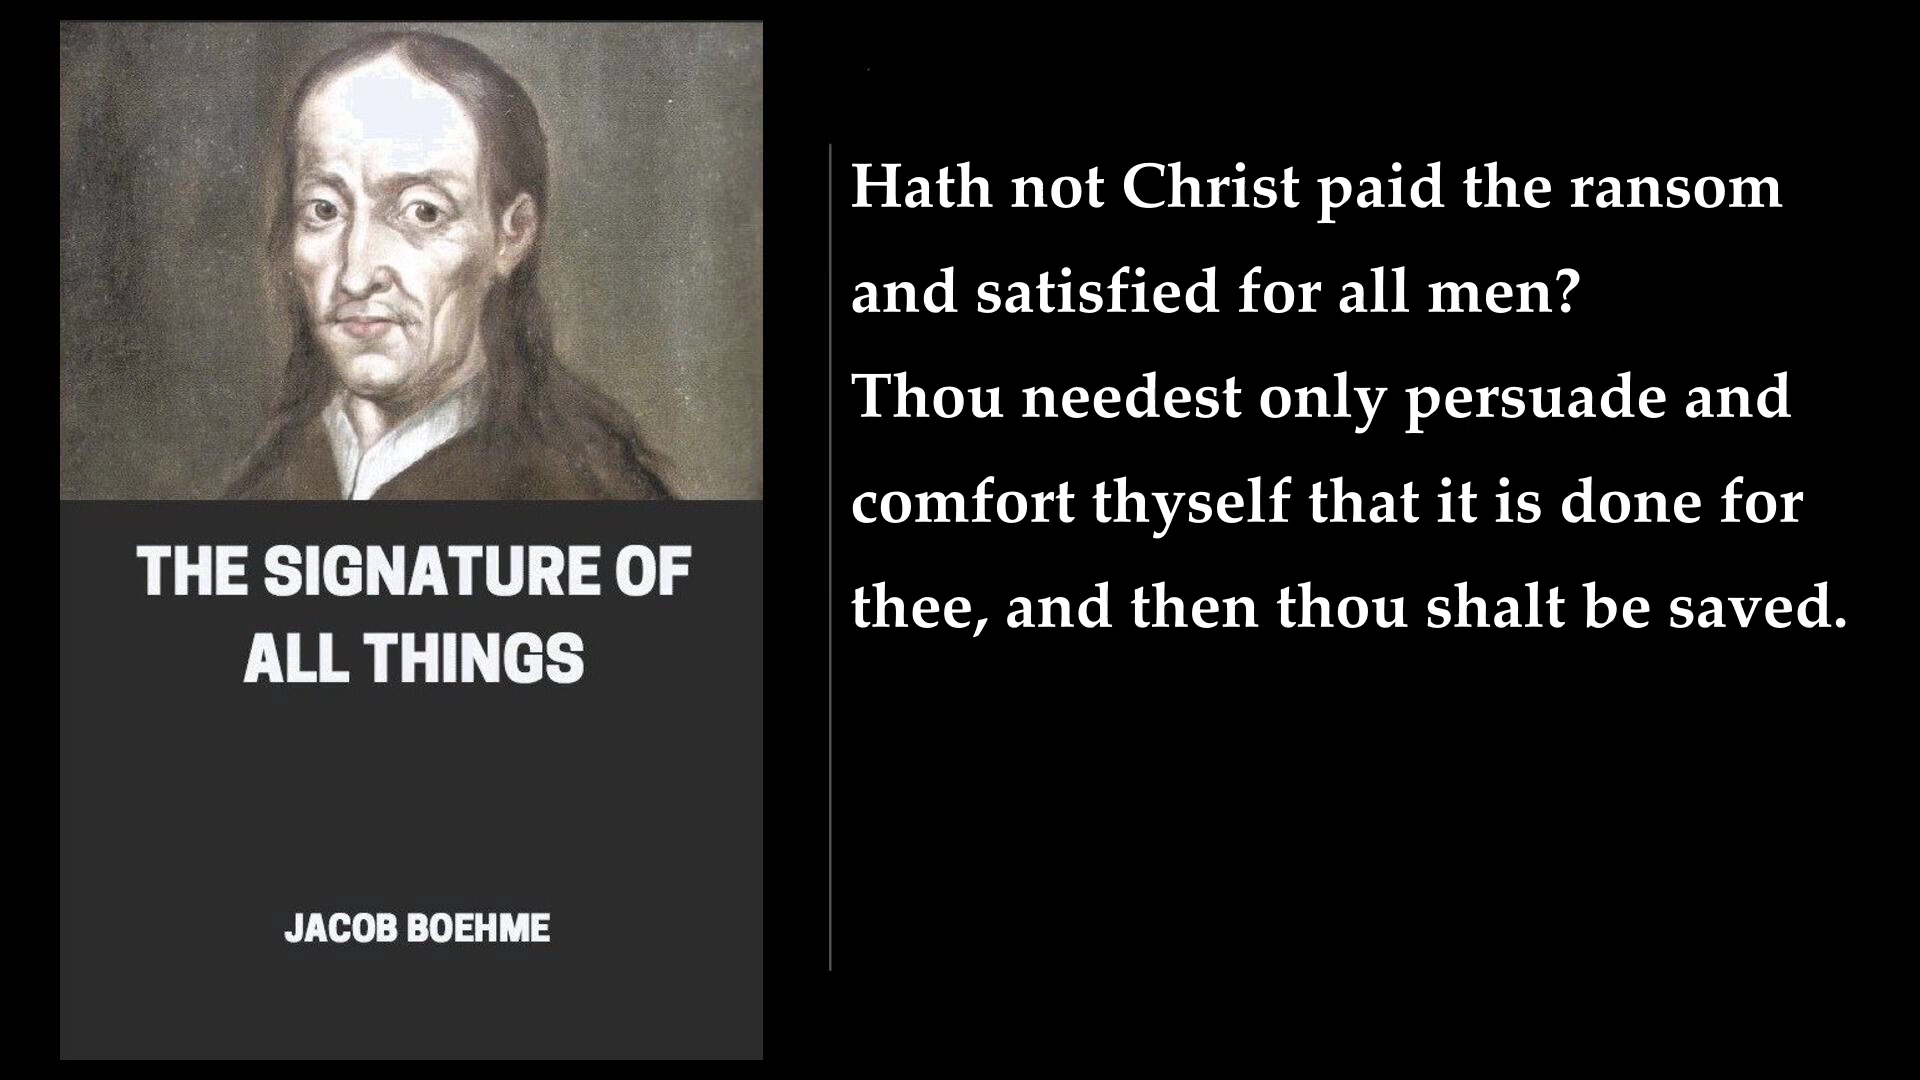 THE SIGNATURE OF
ALL THINGS
JACOB BOEHME
Hath not Christ paid the ransom
and satisfied for all men?
Thou needest only persuade and
comfort thyself that it is done for
thee, and then thou shalt be saved.